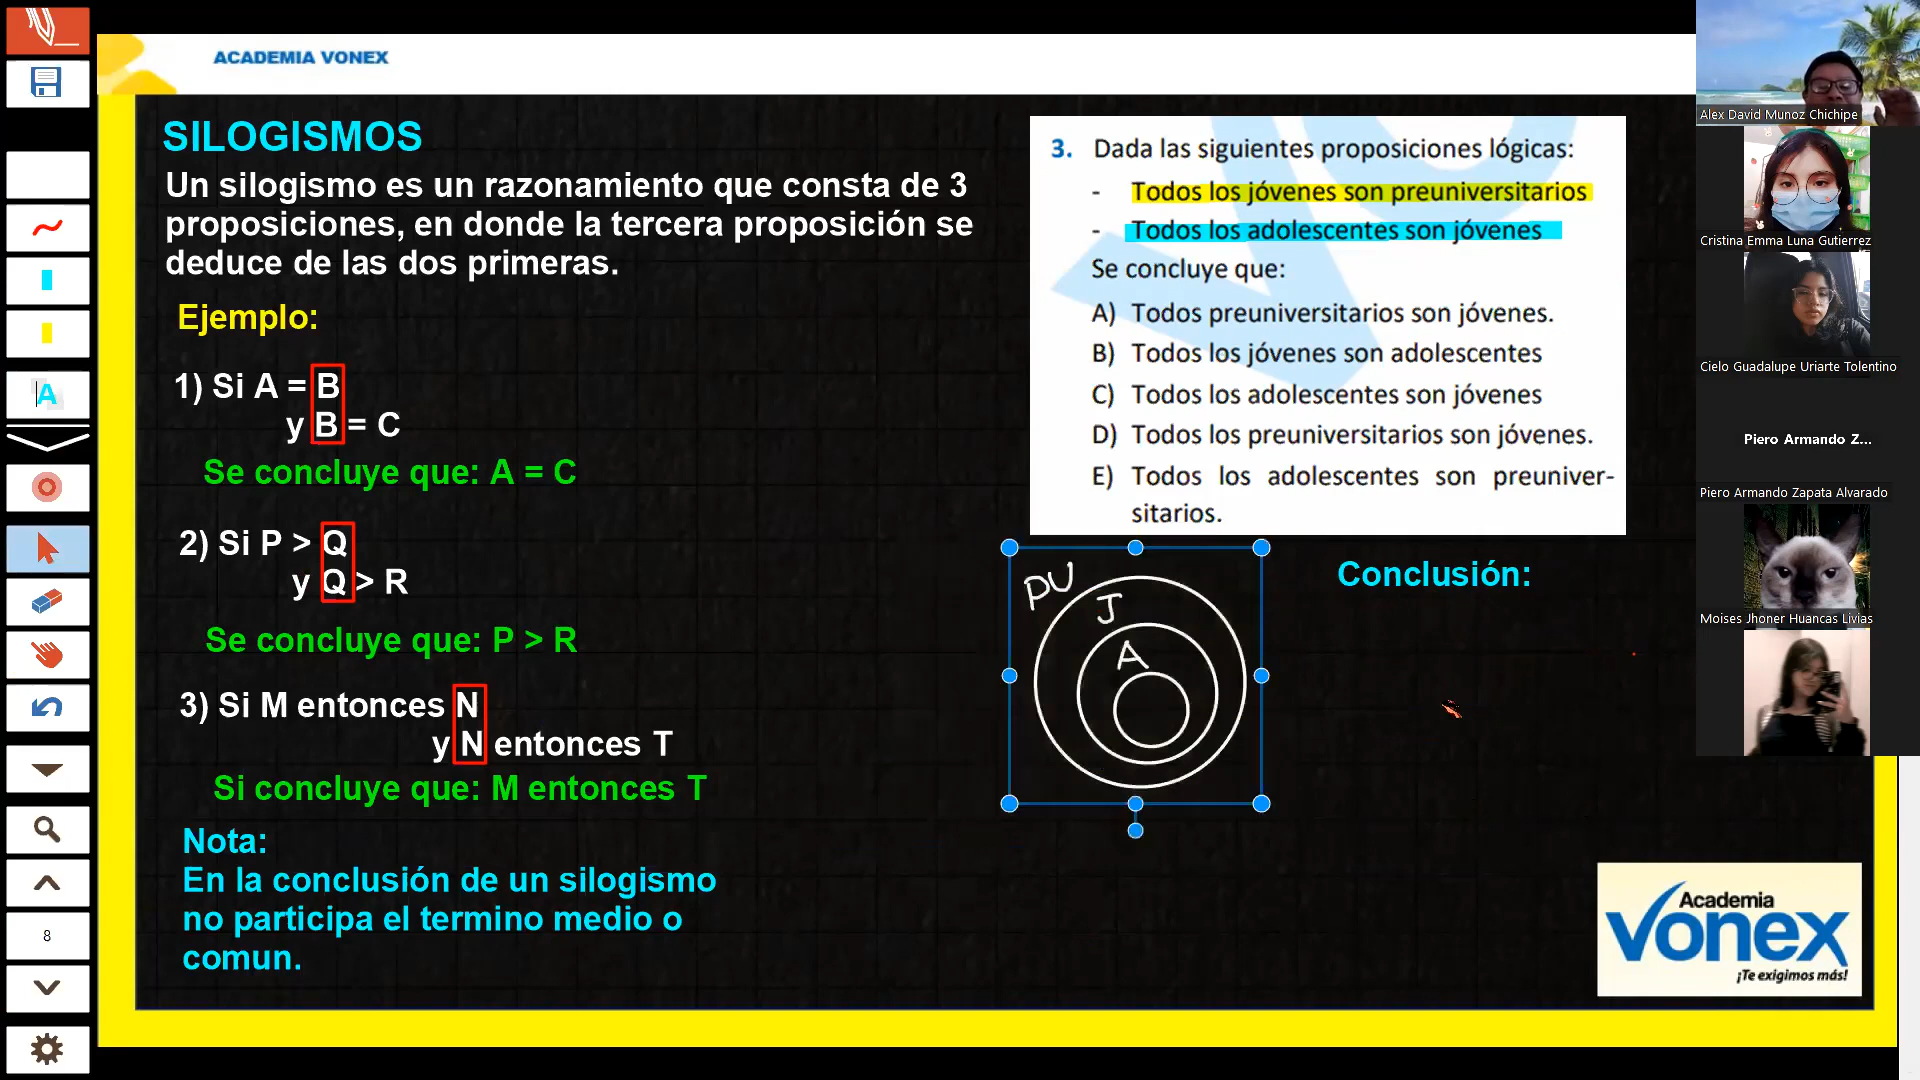 ACADEMIA VONEX
SILOGISMOS
Un silogismo es un razonamiento que consta de 3
proposiciones, en donde la tercera proposición se
deduce de las dos primeras.
Ejemplo:
1) Si A = B
y B = C
Se concluye que: A = C
2) Si P > Q
y Q > R
Se concluye que: P > R
3) Si M entonces N
y N entonces T
Si concluye que: M entonces T
Nota:
En la conclusión de un silogismo
no participa el termino medio o
comun.
3. Dada las siguientes proposiciones lógicas:
- Todos los jóvenes son preuniversitarios
- Todos los adolescentes son jóvenes
Se concluye que:
A) Todos preuniversitarios son jóvenes.
B) Todos los jóvenes son adolescentes
C) Todos los adolescentes son jóvenes
D) Todos los preuniversitarios son jóvenes.
E) Todos los adolescentes son preuniver-
sitarios.
PU
J
A
Conclusión:
Academia
Vonex
¡Te exigimos más!
Alex David Munoz Chichipe
Cristina Emma Luna Gutierrez
Cielo Guadalupe Uriarte Tolentino
Piero Armando Z...
Piero Armando Zapata Alvarado
Moises Jhoner Huancas Livias
A
8